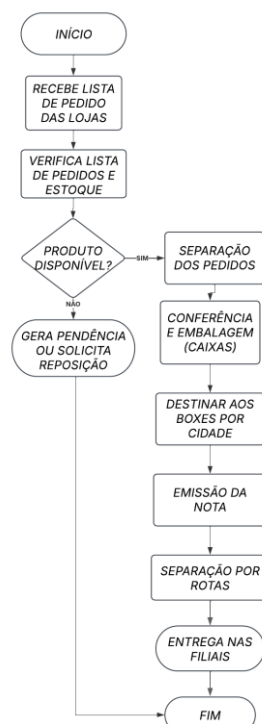 INÍCIO
RECEBE LISTA
DE PEDIDO
DAS LOJAS
VERIFICA LISTA
DE PEDIDOS E
ESTOQUE
PRODUTO
DISPONÍVEL?
SIM
SEPARAÇÃO
DOS PEDIDOS
NÃO
GERA PENDÊNCIA
OU SOLICITA
REPOSIÇÃO
CONFERÊNCIA
E EMBALAGEM
(CAIXAS)
DESTINAR AOS
BOXES POR
CIDADE
EMISSÃO DA
NOTA
SEPARAÇÃO POR
ROTAS
ENTREGA NAS
FILIAIS
FIM